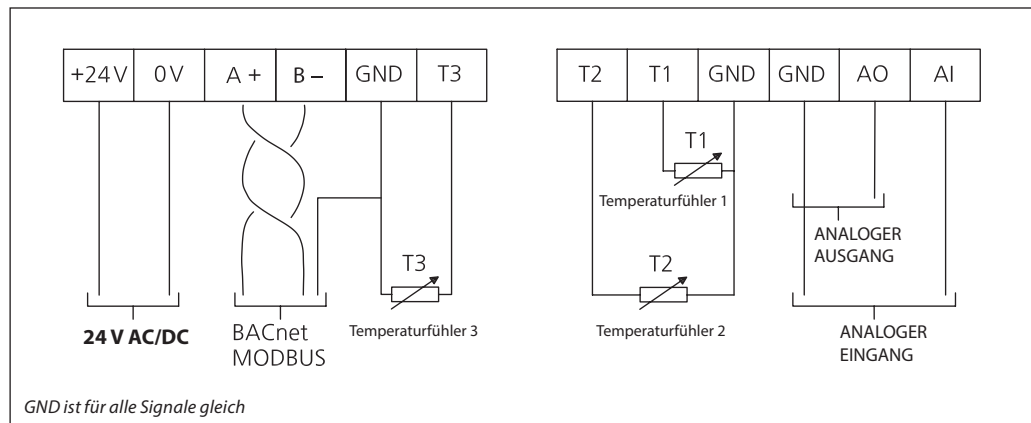 +24 V 0 V A + B – GND T3
T2 T1 GND GND AO AI
T1
Temperaturfühler 1
ANALOGER
AUSGANG
T3
T2
24 V AC/DC
BACnet
MODBUS
Temperaturfühler 3
Temperaturfühler 2
ANALOGER
EINGANG
GND ist für alle Signale gleich